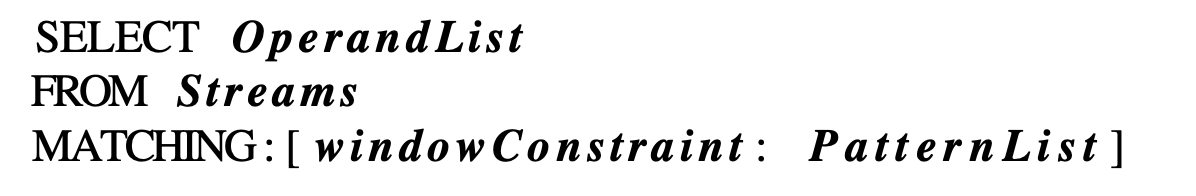 SELECT OperandList
FROM Streams
MATCHING:[ windowConstraint: PatternList ]